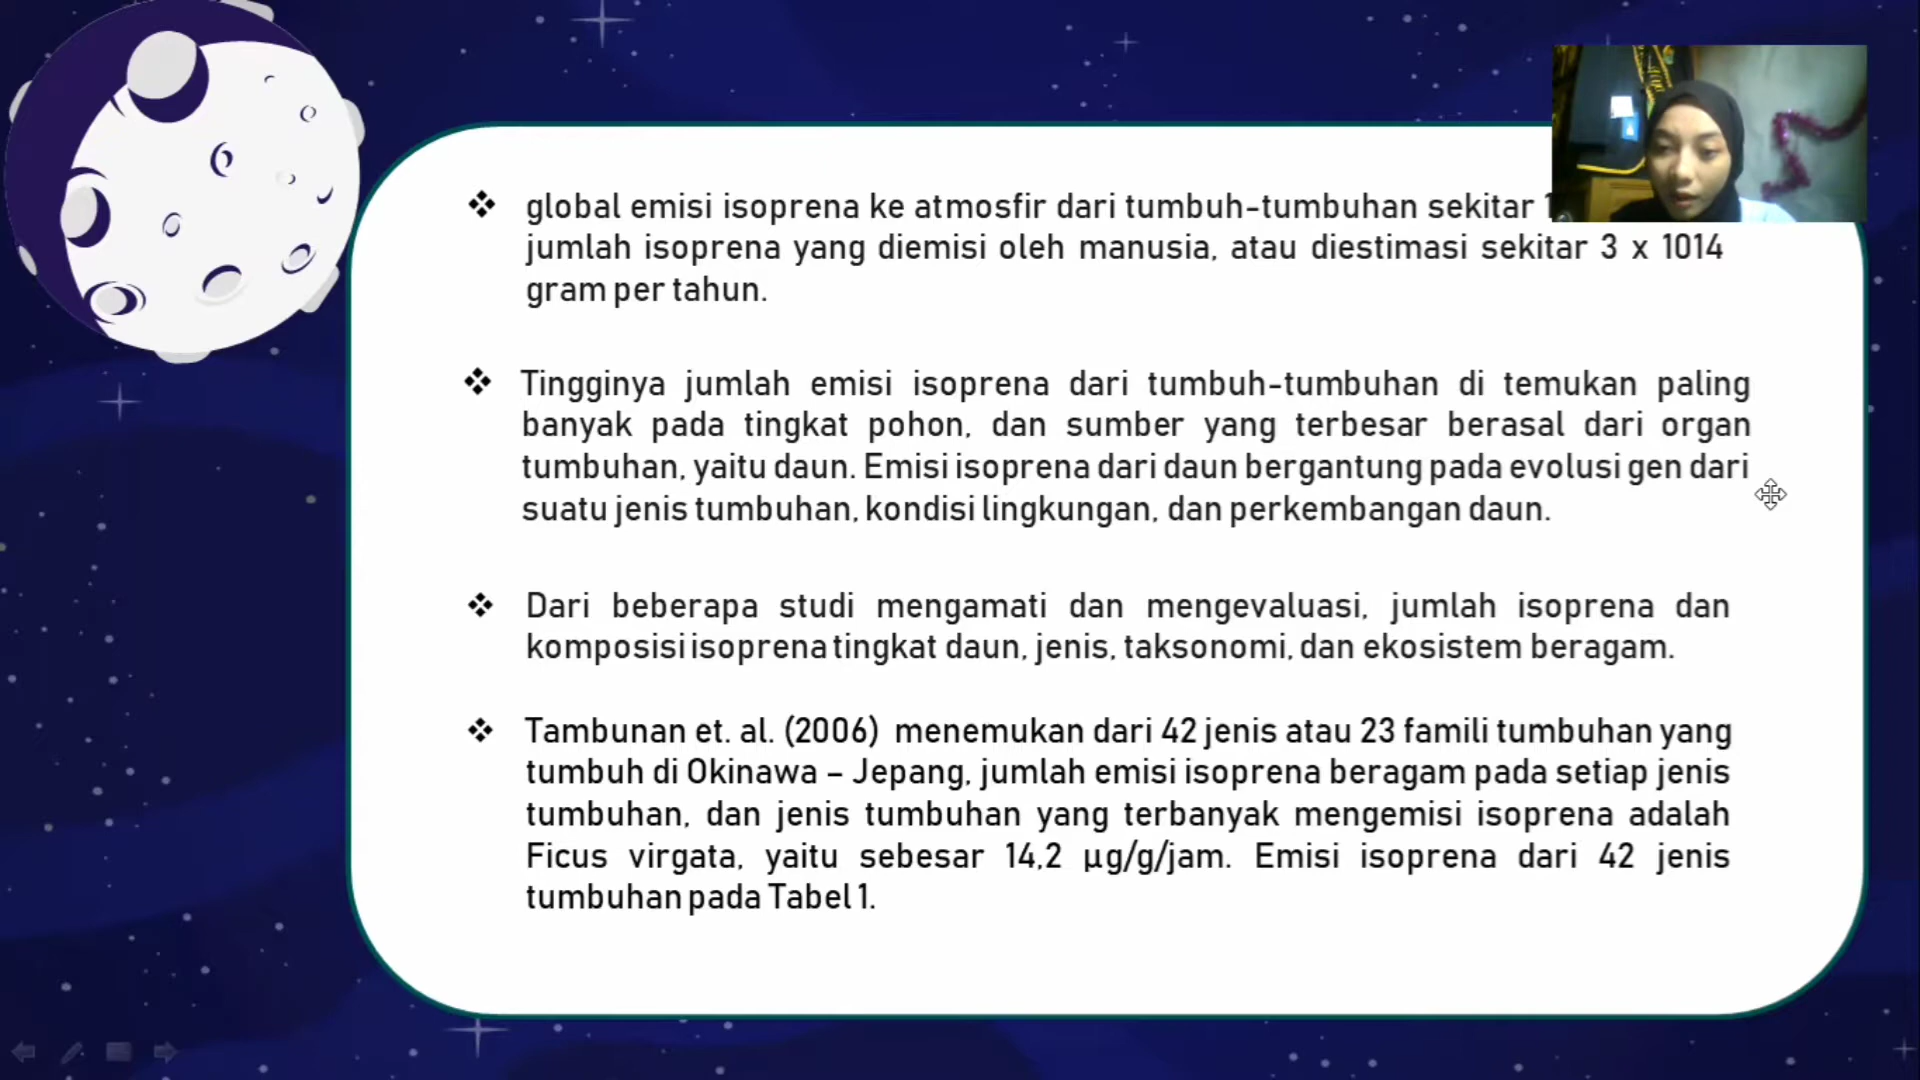 ❖ global emisi isoprena ke atmosfir dari tumbuh-tumbuhan sekitar
jumlah isoprena yang diemisi oleh manusia, atau diestimasi sekitar 3 x 1014
gram per tahun.
❖ Tingginya jumlah emisi isoprena dari tumbuh-tumbuhan di temukan paling
banyak pada tingkat pohon, dan sumber yang terbesar berasal dari organ
tumbuhan, yaitu daun. Emisi isoprena dari daun bergantung pada evolusi gen dari
suatu jenis tumbuhan, kondisi lingkungan, dan perkembangan daun.
❖ Dari beberapa studi mengamati dan mengevaluasi, jumlah isoprena dan
komposisi isoprena tingkat daun, jenis, taksonomi, dan ekosistem beragam.
❖ Tambunan et. al. (2006) menemukan dari 42 jenis atau 23 famili tumbuhan yang
tumbuh di Okinawa – Jepang, jumlah emisi isoprena beragam pada setiap jenis
tumbuhan, dan jenis tumbuhan yang terbanyak mengemisi isoprena adalah
Ficus virgata, yaitu sebesar 14,2 µg/g/jam. Emisi isoprena dari 42 jenis
tumbuhan pada Tabel 1.